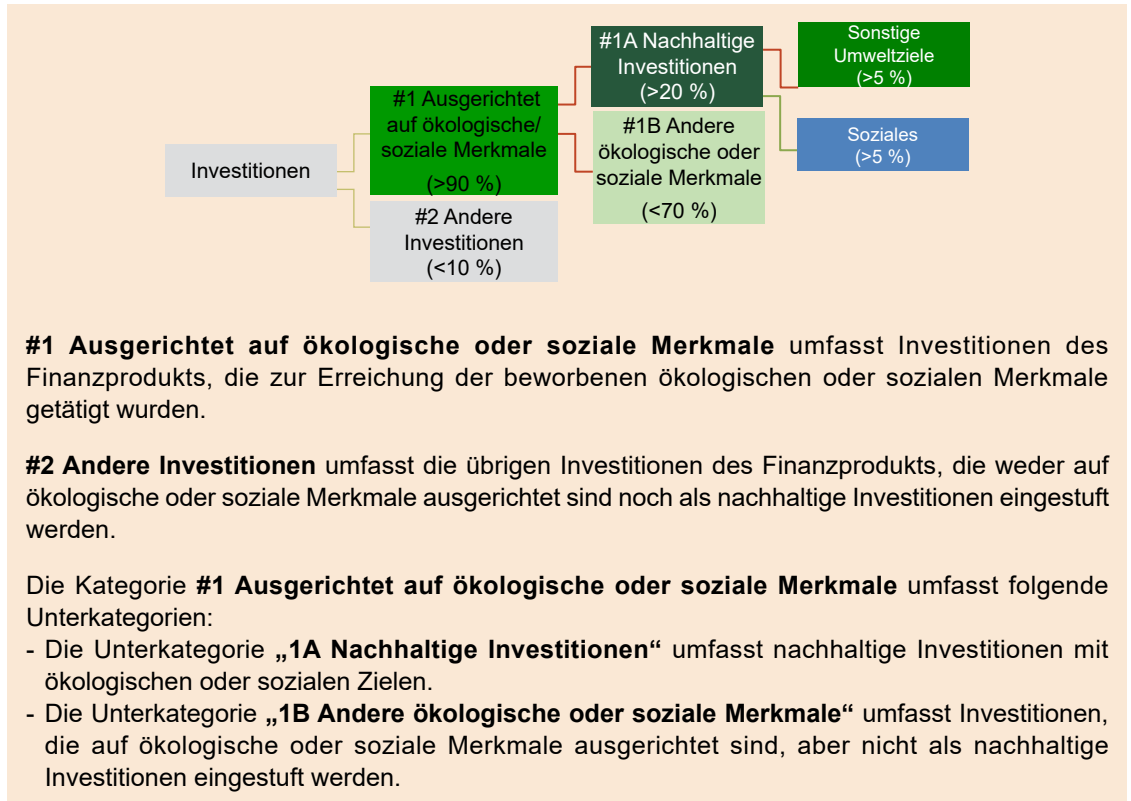 Investitionen
#1 Ausgerichtet
auf ökologische/
soziale Merkmale
(>90 %)
#2 Andere
Investitionen
(<10 %)
#1A Nachhaltige
Investitionen
(>20 %)
#1B Andere
ökologische oder
soziale Merkmale
(<70 %)
Sonstige
Umweltziele
(>5 %)
Soziales
(>5 %)
#1 Ausgerichtet auf ökologische oder soziale Merkmale umfasst Investitionen des
Finanzprodukts, die zur Erreichung der beworbenen ökologischen oder sozialen Merkmale
getätigt wurden.
#2 Andere Investitionen umfasst die übrigen Investitionen des Finanzprodukts, die weder auf
ökologische oder soziale Merkmale ausgerichtet sind noch als nachhaltige Investitionen eingestuft
werden.
Die Kategorie #1 Ausgerichtet auf ökologische oder soziale Merkmale umfasst folgende
Unterkategorien:
- Die Unterkategorie „1A Nachhaltige Investitionen“ umfasst nachhaltige Investitionen mit
ökologischen oder sozialen Zielen.
- Die Unterkategorie „1B Andere ökologische oder soziale Merkmale“ umfasst Investitionen,
die auf ökologische oder soziale Merkmale ausgerichtet sind, aber nicht als nachhaltige
Investitionen eingestuft werden.